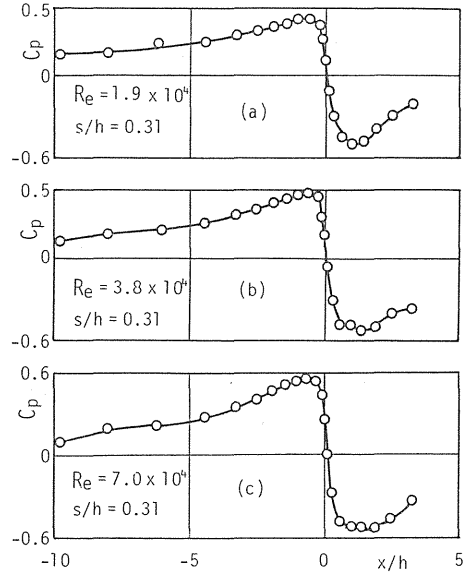 0.5
Cp
0
Re = 1.9 x 10⁴
(a)
s/h = 0.31
-0.6
0.5
Cp
0
Re = 3.8 x 10⁴
(b)
s/h = 0.31
-0.6
0.6
Cp
0
Re = 7.0 x 10⁴
(c)
s/h = 0.31
-0.6
-10 -5 0 x/h 5